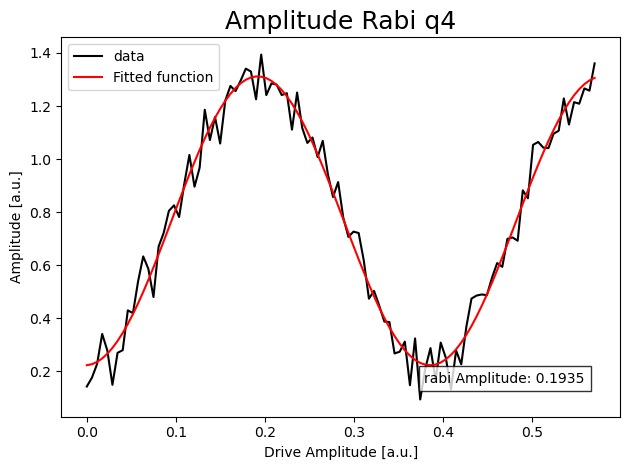 Amplitude Rabi q4
data
Fitted function
Amplitude [a.u.]
1.4
1.2
1.0
0.8
0.6
0.4
0.2
rabi Amplitude: 0.1935
0.0 0.1 0.2 0.3 0.4 0.5
Drive Amplitude [a.u.]